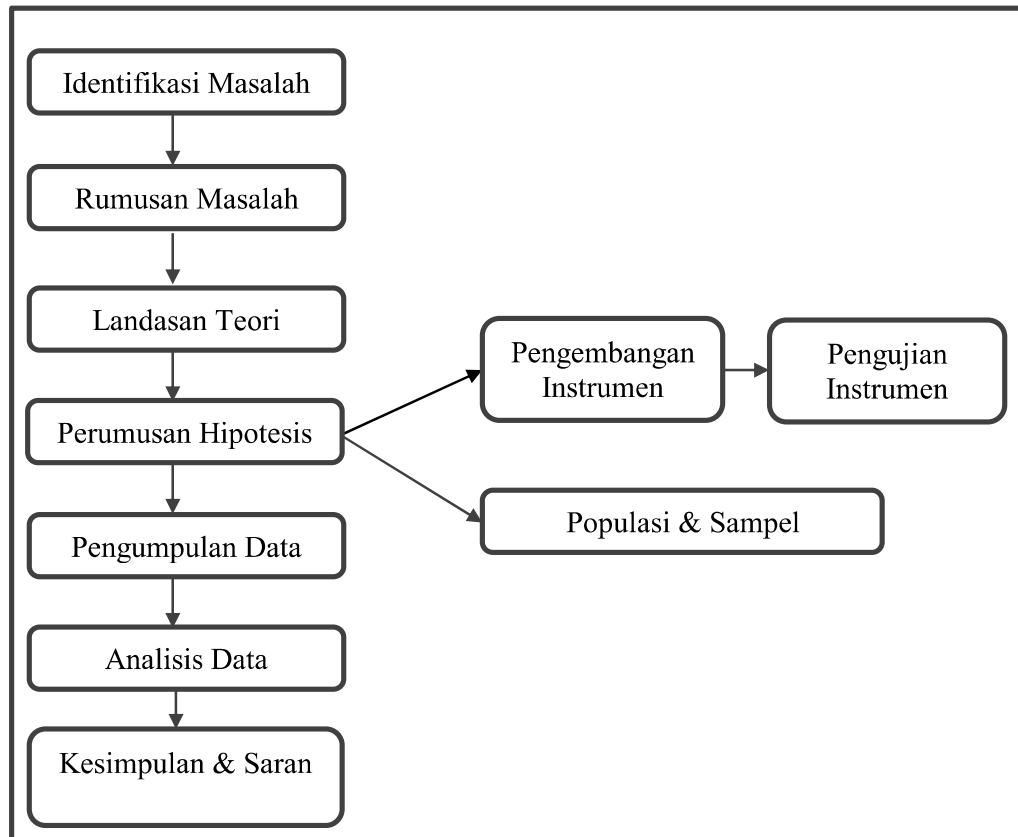 Identifikasi Masalah
Rumusan Masalah
Landasan Teori
Perumusan Hipotesis
Pengembangan
Instrumen
Pengujian
Instrumen
Populasi & Sampel
Pengumpulan Data
Analisis Data
Kesimpulan & Saran